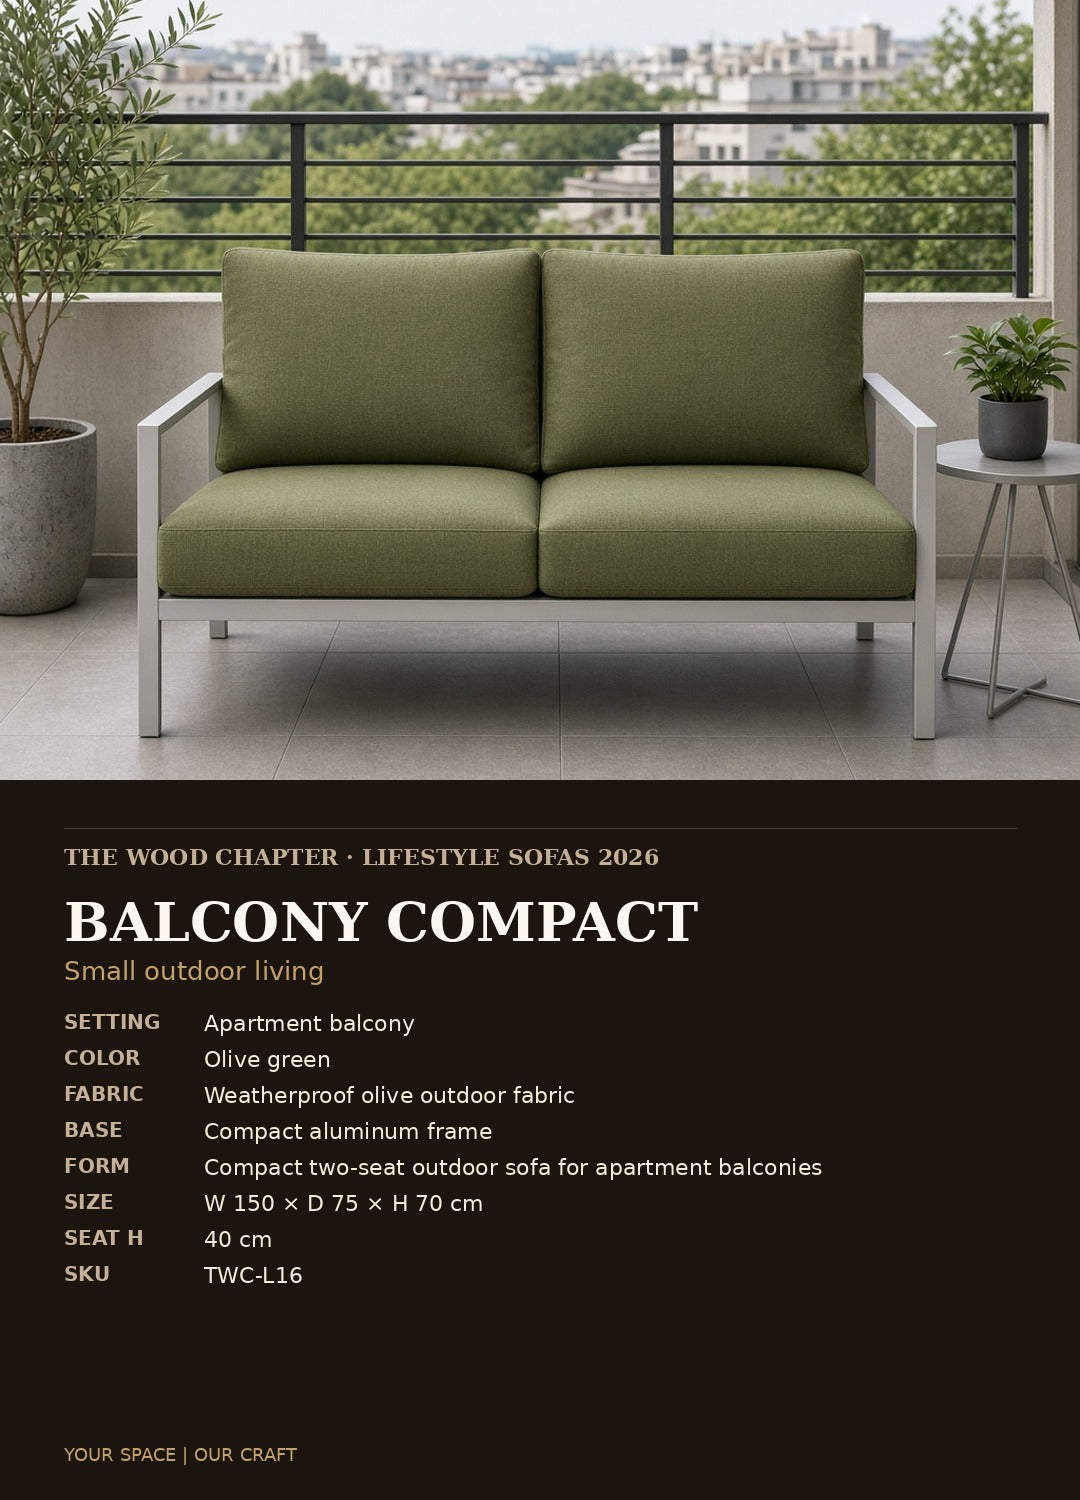 THE WOOD CHAPTER · LIFESTYLE SOFAS 2026
BALCONY COMPACT
Small outdoor living
SETTING Apartment balcony
COLOR Olive green
FABRIC Weatherproof olive outdoor fabric
BASE Compact aluminum frame
FORM Compact two-seat outdoor sofa for apartment balconies
SIZE W 150 × D 75 × H 70 cm
SEAT H 40 cm
SKU TWC-L16
YOUR SPACE | OUR CRAFT